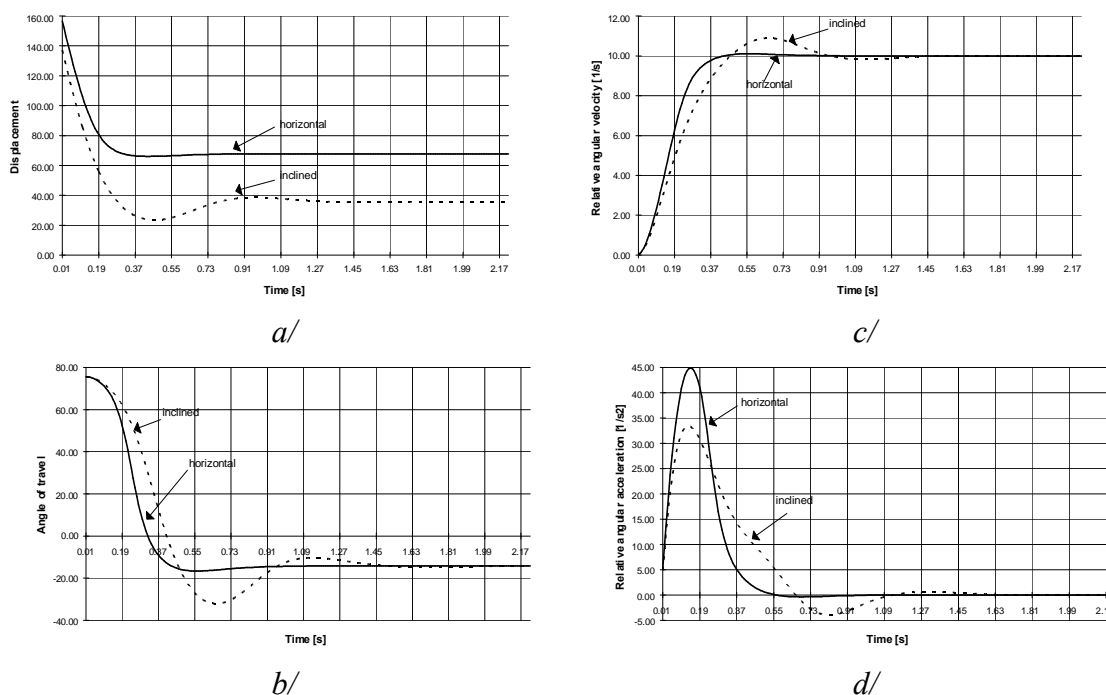 160.00
140.00
120.00
100.00
80.00
60.00
40.00
20.00
0.00
Displacement
horizontal
inclined
0.01 0.19 0.37 0.55 0.73 0.91 1.09 1.27 1.45 1.63 1.81 1.99 2.17
Time [s]
a/
12.00
10.00
8.00
6.00
4.00
2.00
0.00
Relative angular velocity [1/s]
inclined
horizontal
0.01 0.19 0.37 0.55 0.73 0.91 1.09 1.27 1.45 1.63 1.81 1.99 2.17
Time [s]
c/
80.00
60.00
40.00
20.00
0.00
-20.00
-40.00
Angle of travel
inclined
horizontal
0.01 0.19 0.37 0.55 0.73 0.91 1.09 1.27 1.45 1.63 1.81 1.99 2.17
Time [s]
b/
45.00
40.00
35.00
30.00
25.00
20.00
15.00
10.00
5.00
0.00
-5.00
Relative angular acceleration [1/s2]
horizontal
inclined
0.01 0.19 0.37 0.55 0.73 0.91 1.09 1.27 1.45 1.63 1.81 1.99 2.17
Time [s]
d/